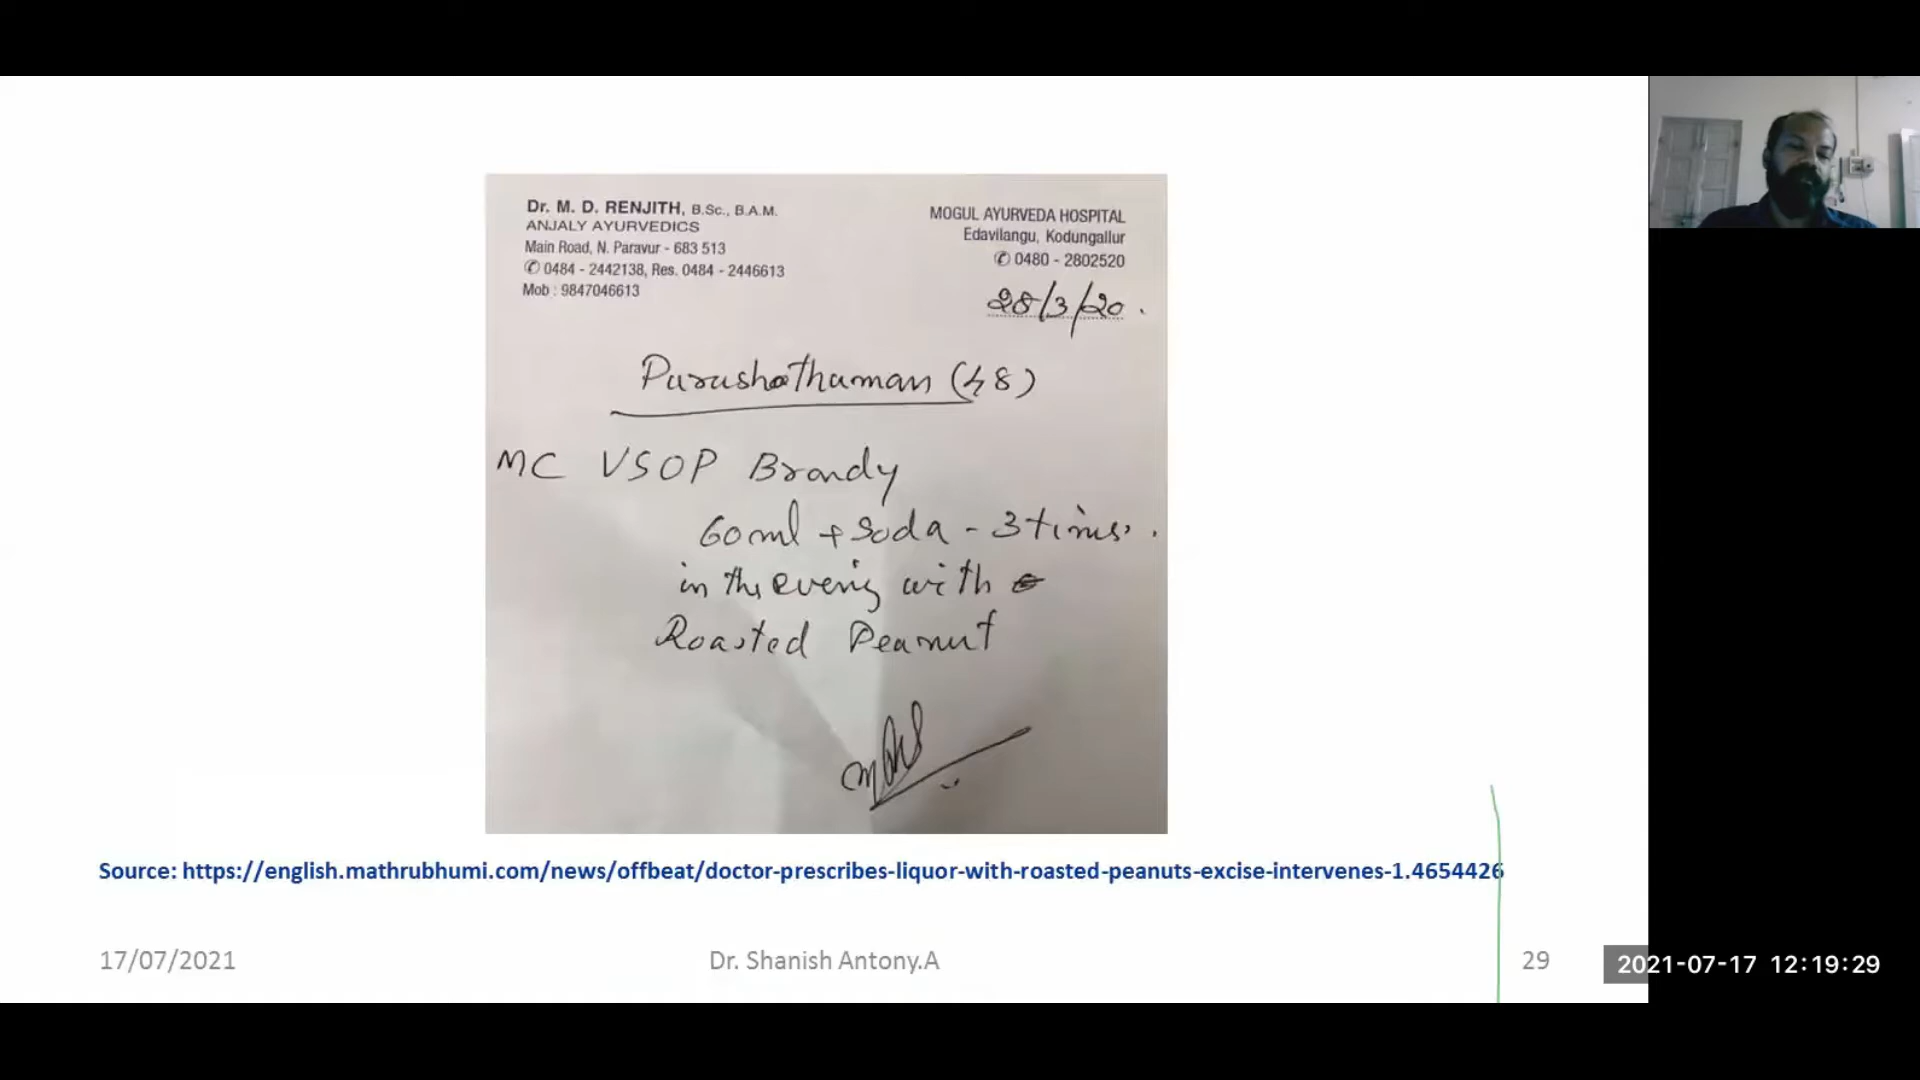 Dr. M. D. RENJITH, B.Sc., B.A.M.
ANJALY AYURVEDICS
Main Road, N. Paravur - 683 513
✆ 0484 - 2442138, Res. 0484 - 2446613
Mob : 9847046613
MOGUL AYURVEDA HOSPITAL
Edavilangu, Kodungallur
✆ 0480 - 2802520
28/3/20.
Purushothaman (48)
MC VSOP Brandy
60ml + Soda - 3 times.
in the evening with
Roasted Peanut
Source: https://english.mathrubhumi.com/news/offbeat/doctor-prescribes-liquor-with-roasted-peanuts-excise-intervenes-1.4654426
17/07/2021
Dr. Shanish Antony.A
29
2021-07-17 12:19:29